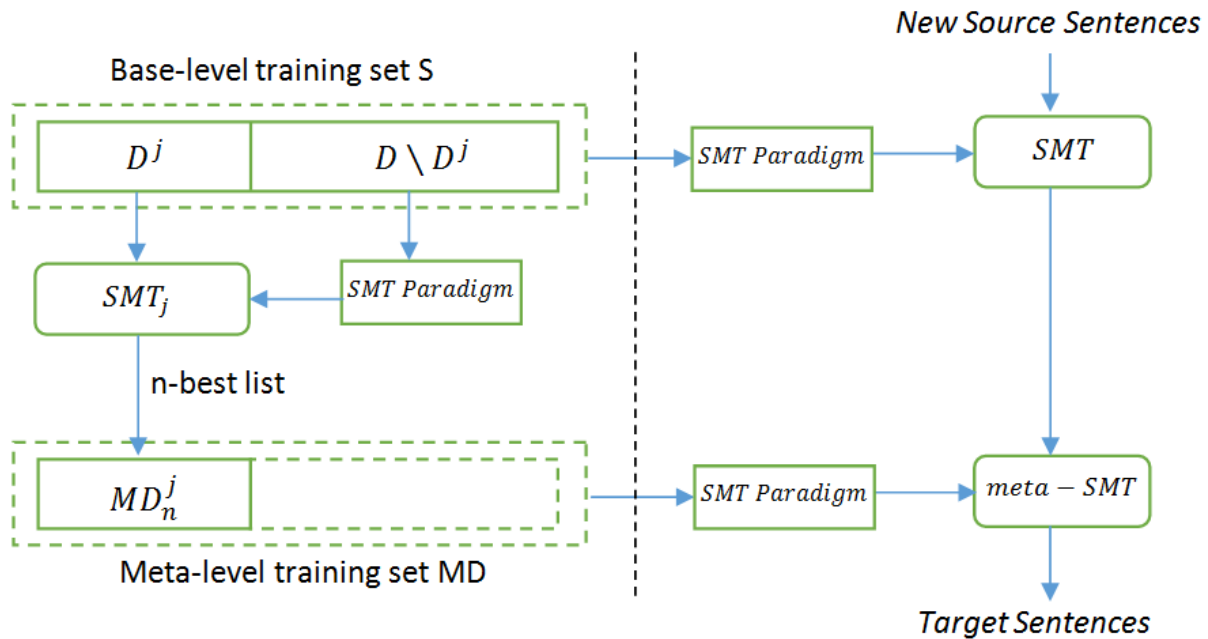 New Source Sentences
Base-level training set S
D^j
D \ D^j
SMT Paradigm
SMT
SMT_j
SMT Paradigm
n-best list
MD_n^j
SMT Paradigm
meta − SMT
Meta-level training set MD
Target Sentences